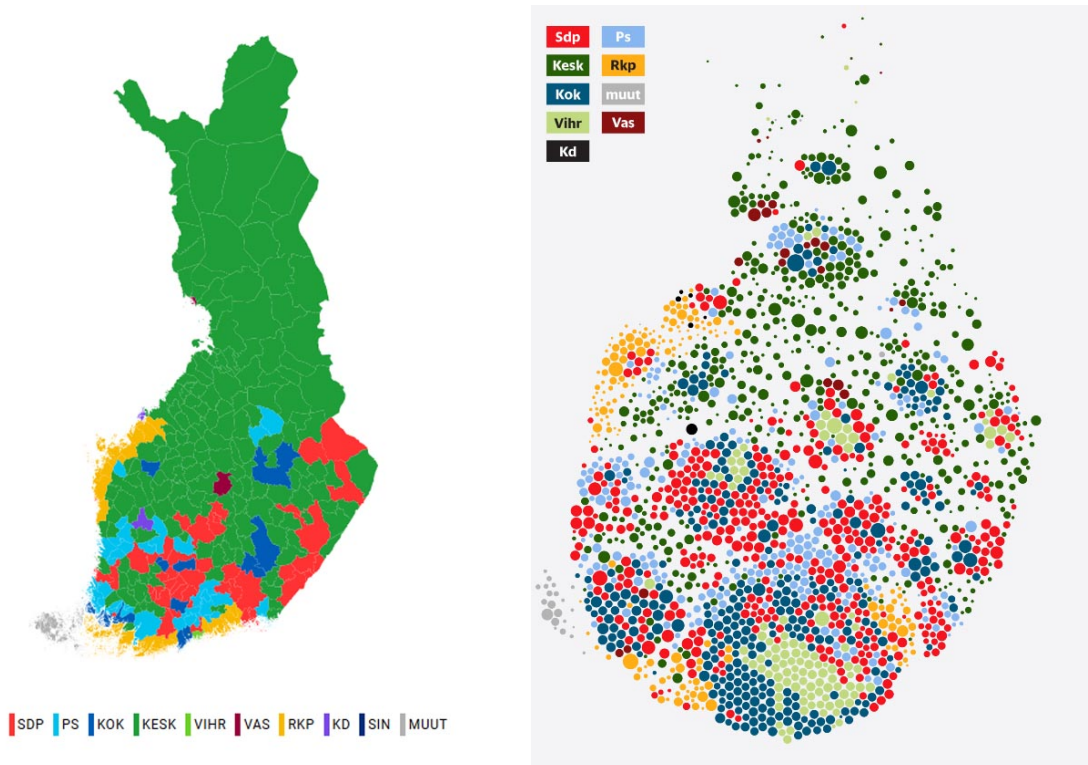 Sdp Ps
Kesk Rkp
Kok muut
Vihr Vas
Kd
SDP PS KOK KESK VIHR VAS RKP KD SIN MUUT